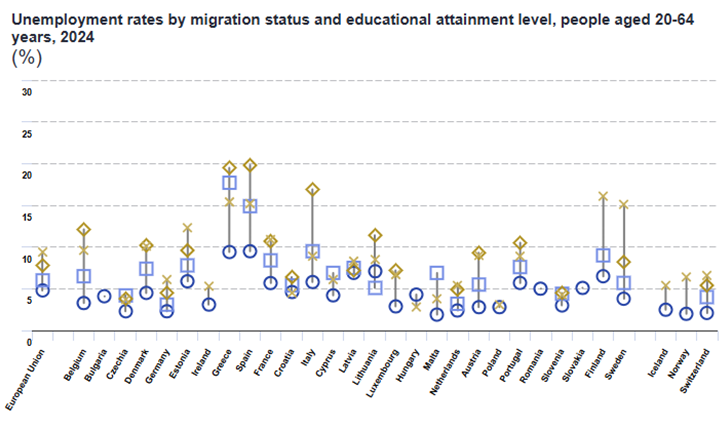 Unemployment rates by migration status and educational attainment level, people aged 20-64
years, 2024
(%)
30
25
20
15
10
5
0
European Union
Belgium
Bulgaria
Czechia
Denmark
Germany
Estonia
Ireland
Greece
Spain
France
Croatia
Italy
Cyprus
Latvia
Lithuania
Luxembourg
Hungary
Malta
Netherlands
Austria
Poland
Portugal
Romania
Slovenia
Slovakia
Finland
Sweden
Iceland
Norway
Switzerland